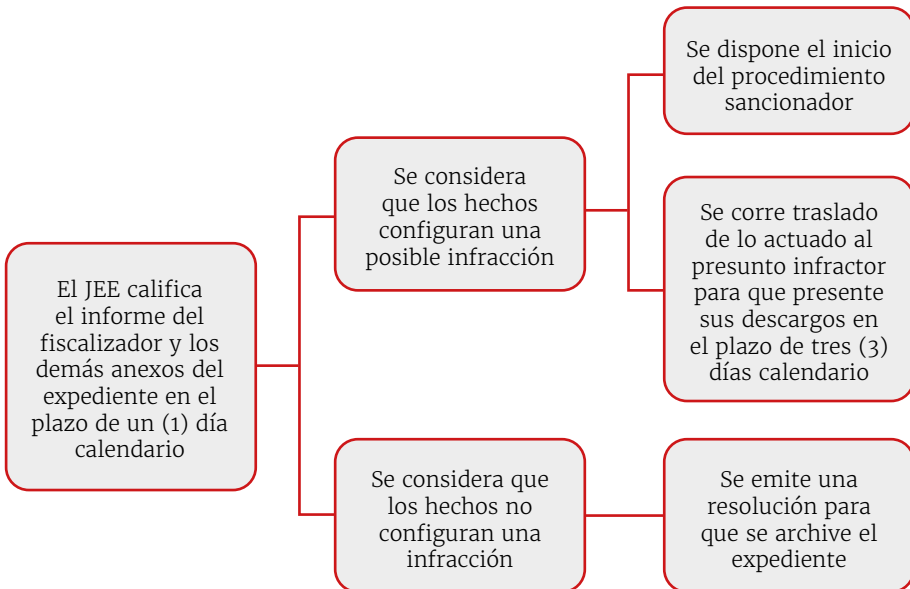 El JEE califica
el informe del
fiscalizador y los
demás anexos del
expediente en el
plazo de un (1) día
calendario
Se considera
que los hechos
configuran una
posible infracción
Se dispone el inicio
del procedimiento
sancionador
Se corre traslado
de lo actuado al
presunto infractor
para que presente
sus descargos en
el plazo de tres (3)
días calendario
Se considera que
los hechos no
configuran una
infracción
Se emite una
resolución para
que se archive el
expediente